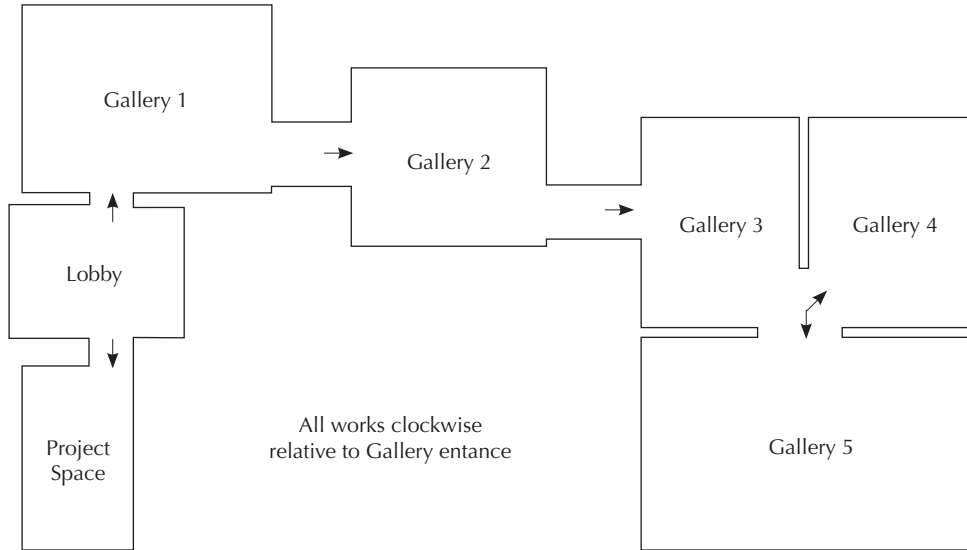 Gallery 1
Gallery 2
Gallery 3
Gallery 4
Lobby
All works clockwise
relative to Gallery entance
Project
Space
Gallery 5